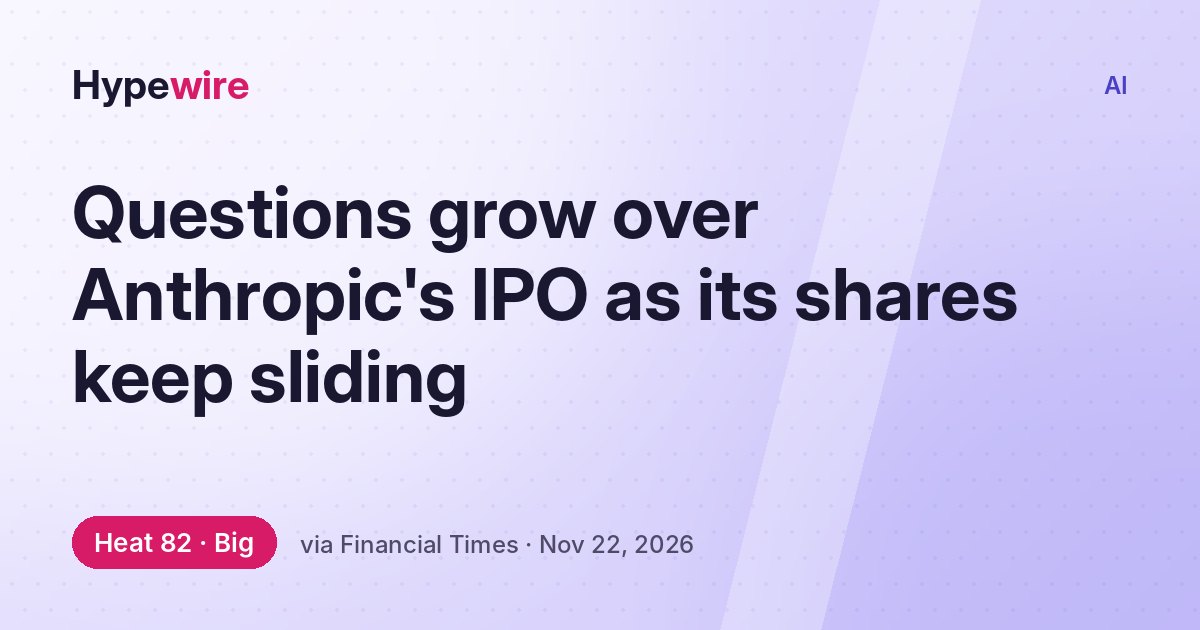 Hypewire
AI
Questions grow over
Anthropic's IPO as its shares
keep sliding
Heat 82 · Big
via Financial Times · Nov 22, 2026